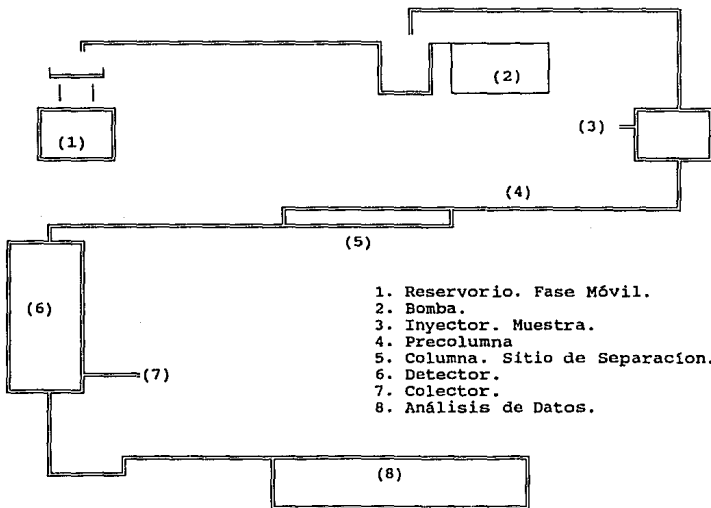 (2)
(1)
(3)
(4)
(5)
(6)
(7)
(8)
1. Reservorio. Fase Móvil.
2. Bomba.
3. Inyector. Muestra.
4. Precolumna
5. Columna. Sitio de Separacíon.
6. Detector.
7. Colector.
8. Análisis de Datos.